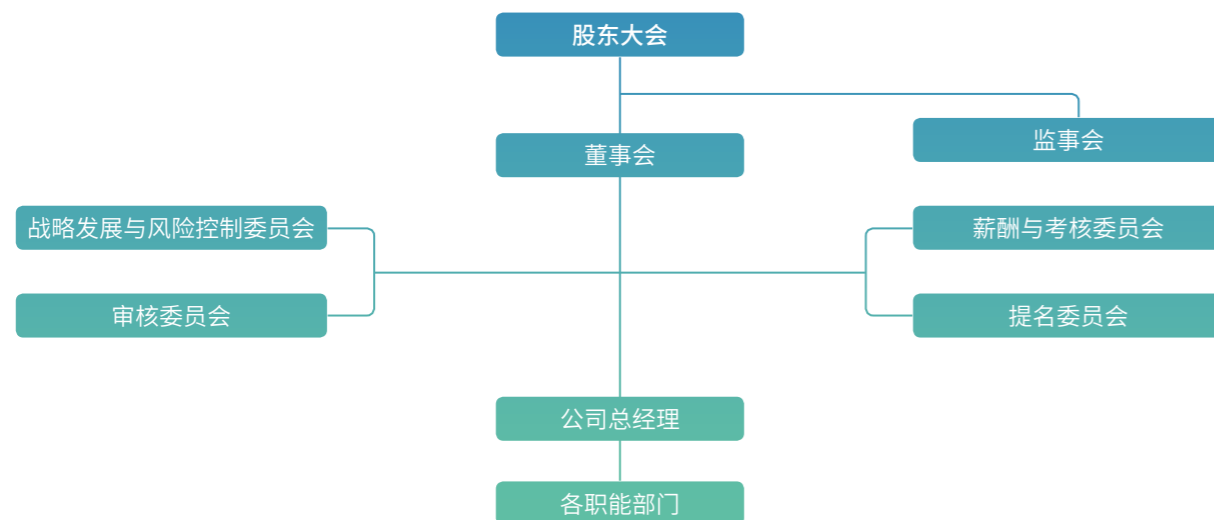 股东大会
董事会
监事会
战略发展与风险控制委员会
薪酬与考核委员会
审核委员会
提名委员会
公司总经理
各职能部门